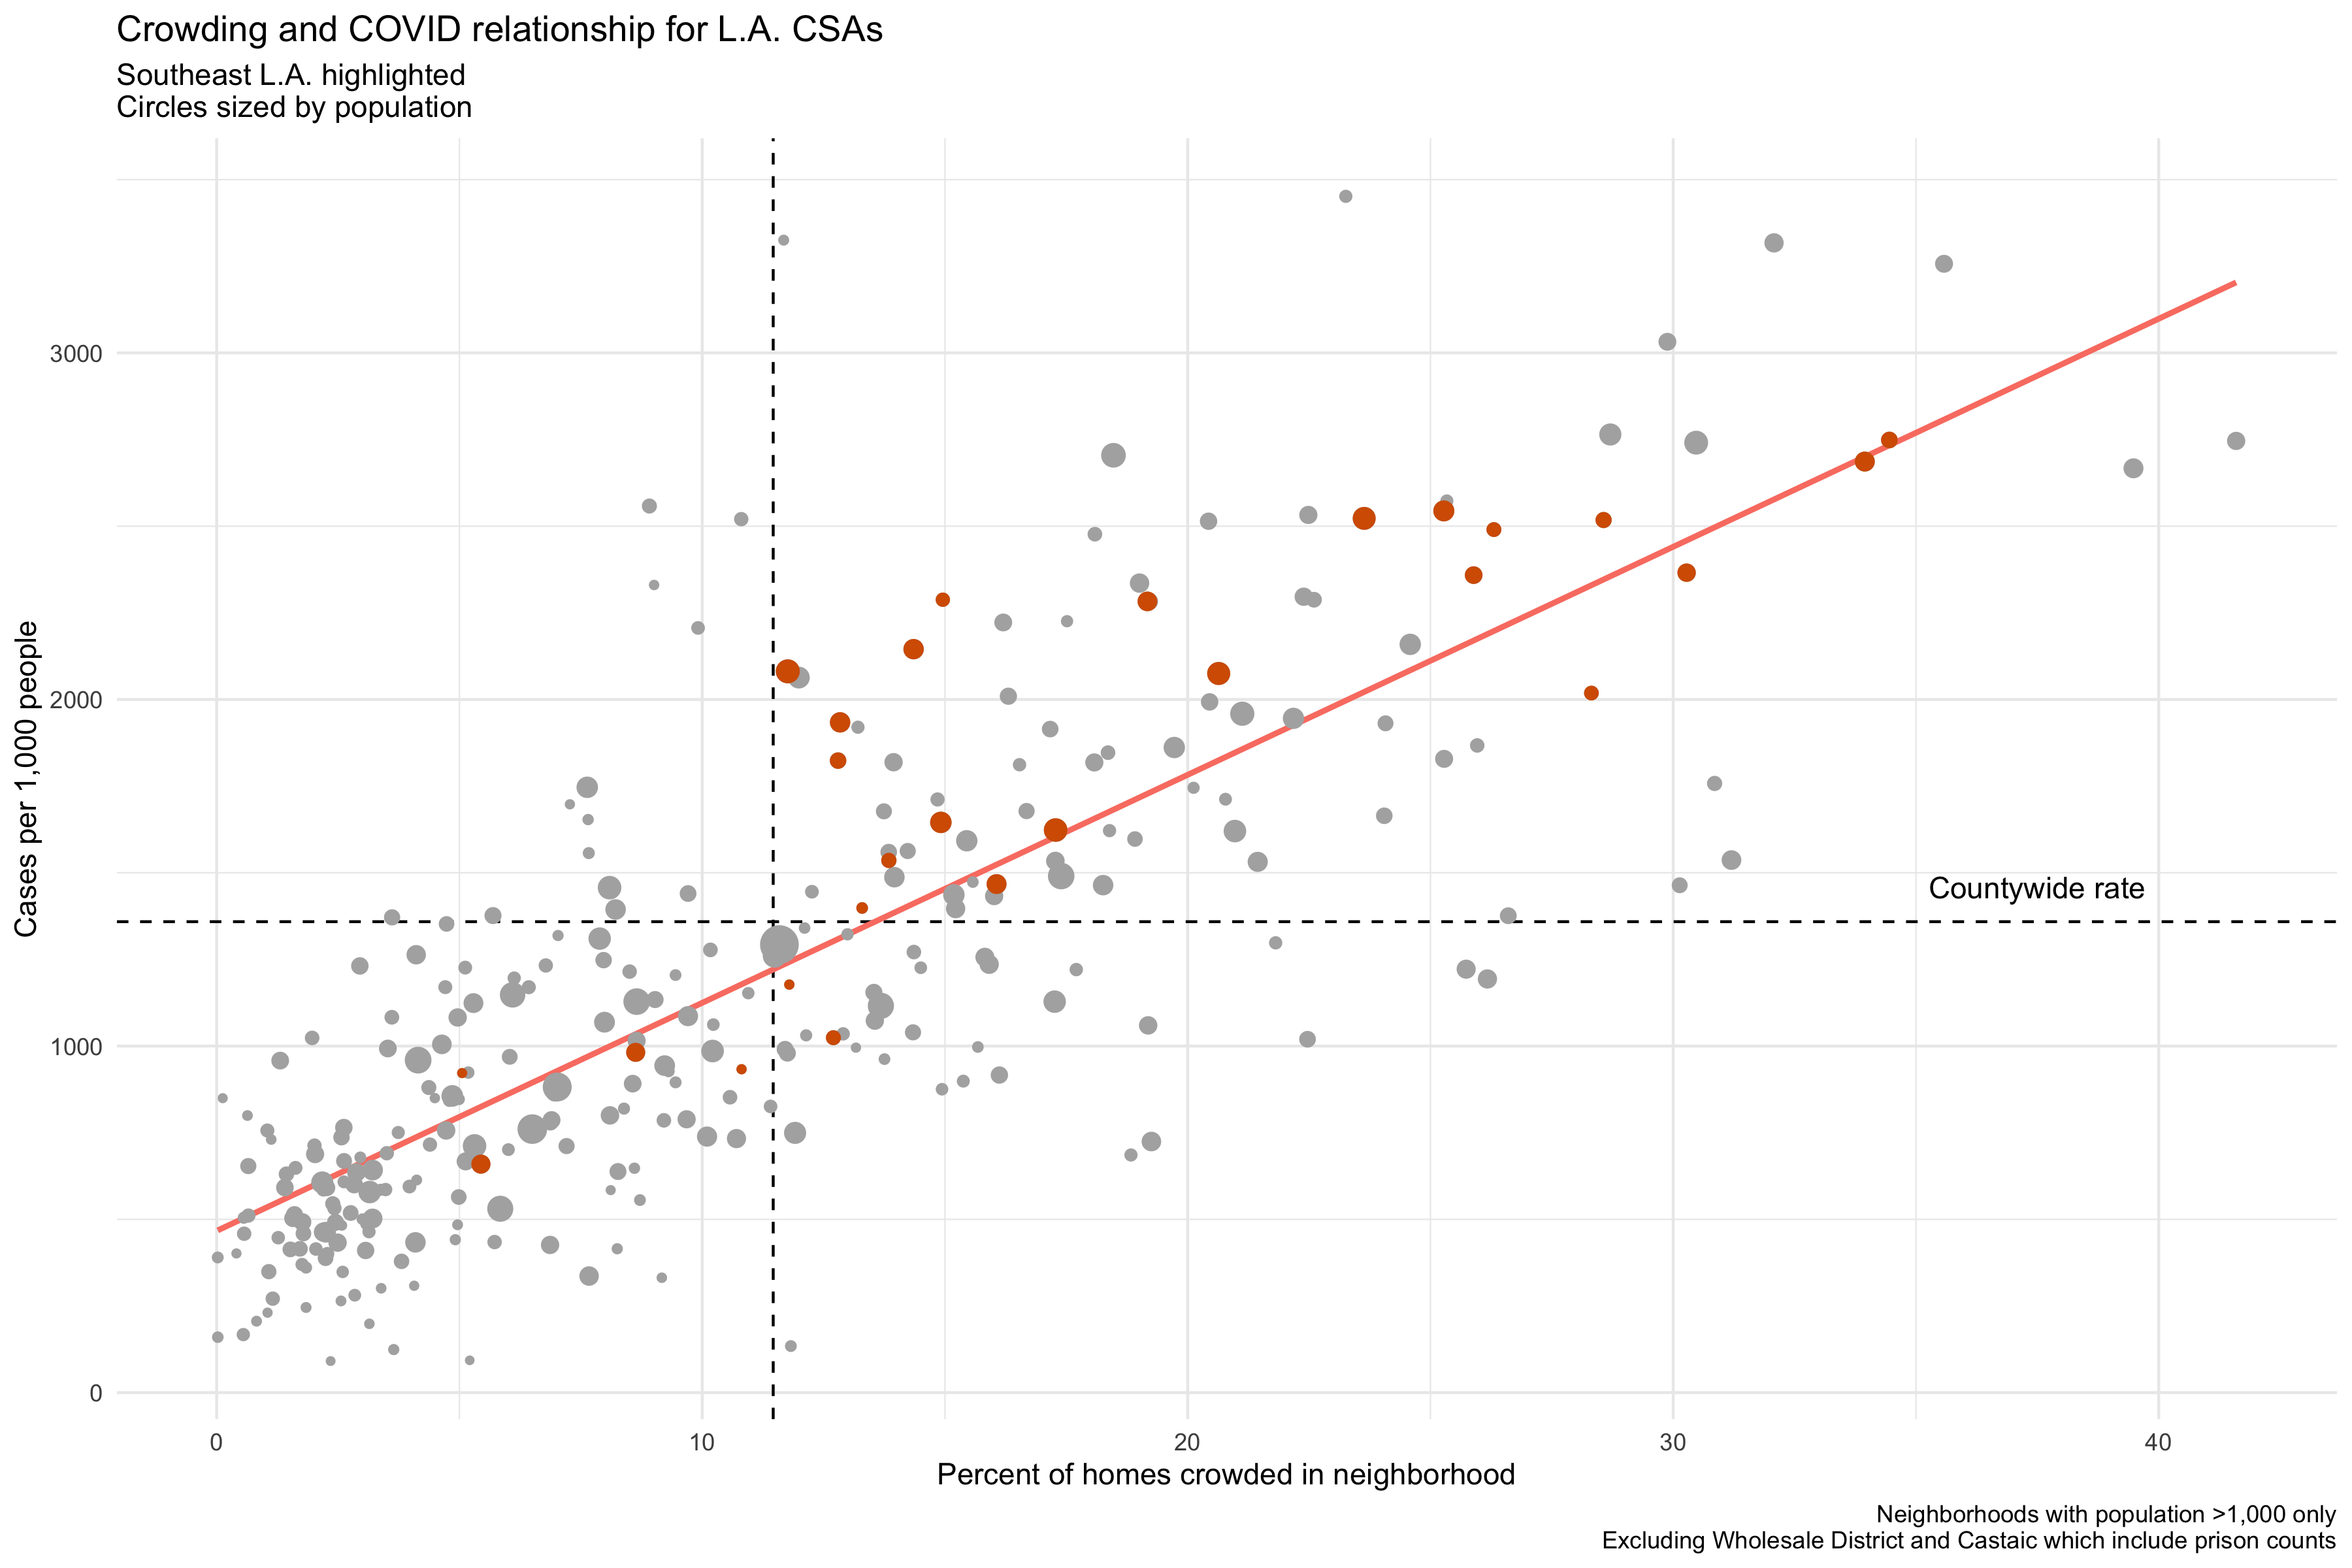 Crowding and COVID relationship for L.A. CSAs
Southeast L.A. highlighted
Circles sized by population
Cases per 1,000 people
3000
2000
1000
0
Countywide rate
0 10 20 30 40
Percent of homes crowded in neighborhood
Neighborhoods with population >1,000 only
Excluding Wholesale District and Castaic which include prison counts